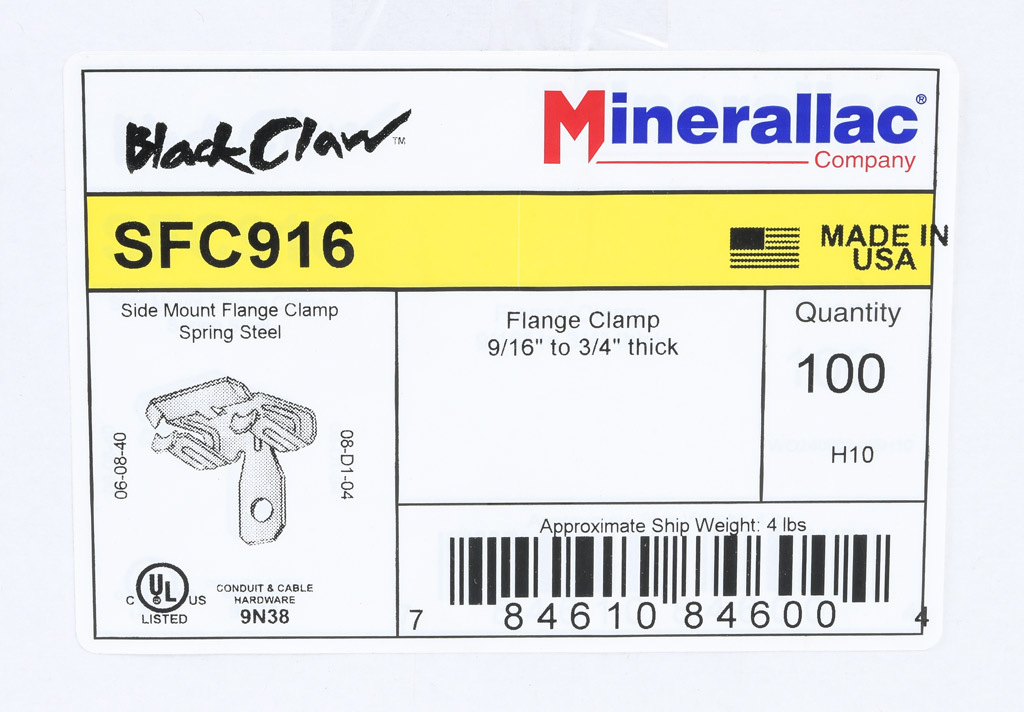 Black Claw™
Minerallac®
Company
SFC916
MADE IN
USA
Side Mount Flange Clamp
Spring Steel
Flange Clamp
9/16" to 3/4" thick
Quantity
100
H10
06-08-40
08-D1-04
Approximate Ship Weight: 4 lbs
C UL US
LISTED
CONDUIT & CABLE
HARDWARE
9N38
7 84610 84600 4